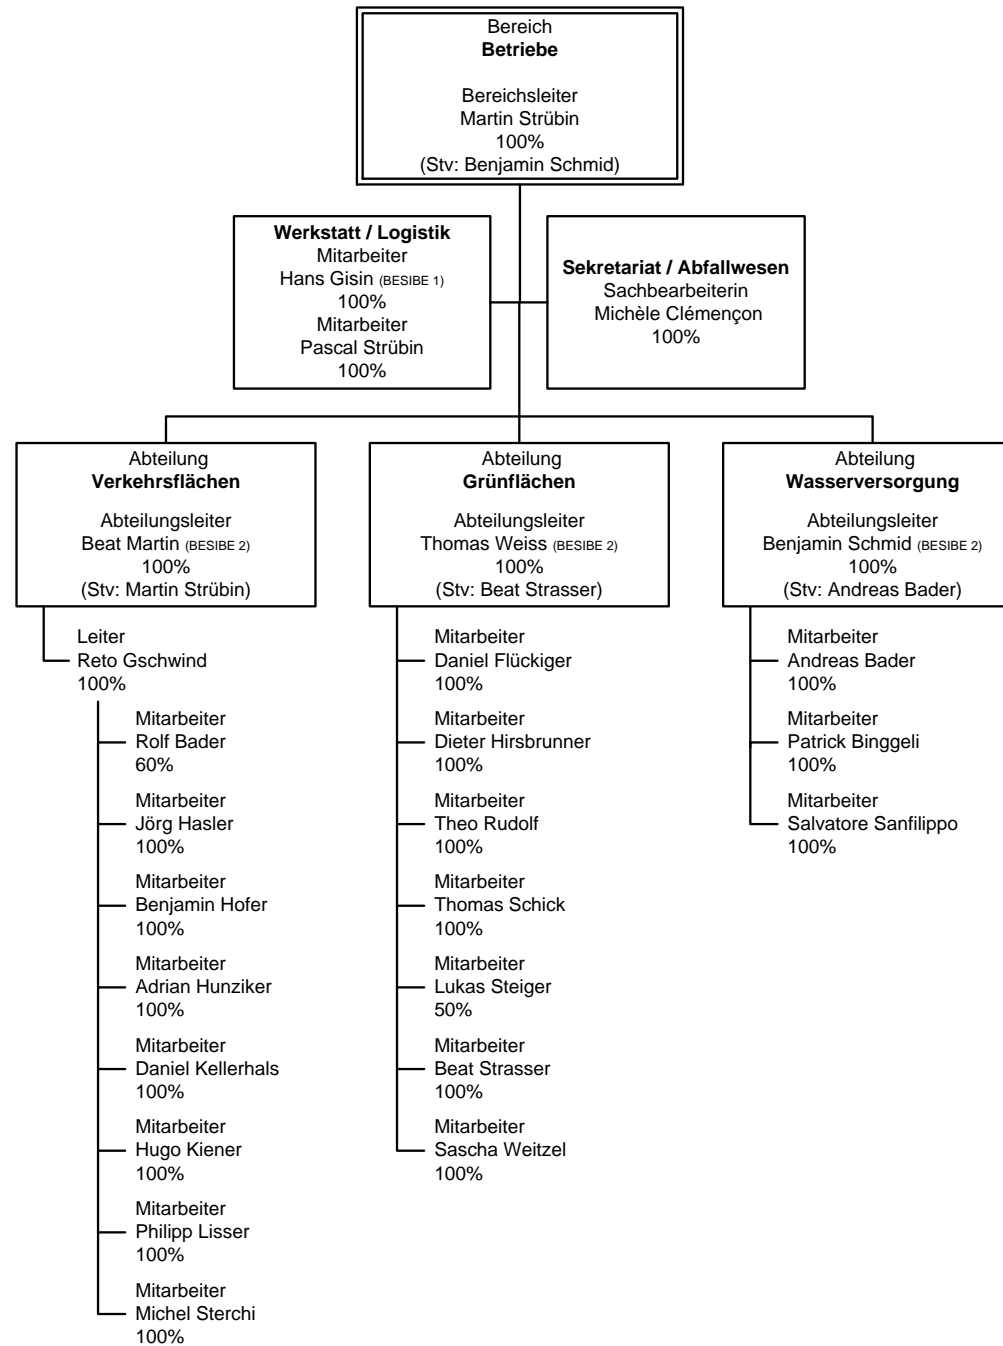 Bereich
Betriebe
Bereichsleiter
Martin Strübin
100%
(Stv: Benjamin Schmid)
Werkstatt / Logistik
Mitarbeiter
Hans Gisin (BESIBE 1)
100%
Mitarbeiter
Pascal Strübin
100%
Sekretariat / Abfallwesen
Sachbearbeiterin
Michèle Clémençon
100%
Abteilung
Verkehrsflächen
Abteilungsleiter
Beat Martin (BESIBE 2)
100%
(Stv: Martin Strübin)
Leiter
Reto Gschwind
100%
Mitarbeiter
Rolf Bader
60%
Mitarbeiter
Jörg Hasler
100%
Mitarbeiter
Benjamin Hofer
100%
Mitarbeiter
Adrian Hunziker
100%
Mitarbeiter
Daniel Kellerhals
100%
Mitarbeiter
Hugo Kiener
100%
Mitarbeiter
Philipp Lisser
100%
Mitarbeiter
Michel Sterchi
100%
Abteilung
Grünflächen
Abteilungsleiter
Thomas Weiss (BESIBE 2)
100%
(Stv: Beat Strasser)
Mitarbeiter
Daniel Flückiger
100%
Mitarbeiter
Dieter Hirsbrunner
100%
Mitarbeiter
Theo Rudolf
100%
Mitarbeiter
Thomas Schick
100%
Mitarbeiter
Lukas Steiger
50%
Mitarbeiter
Beat Strasser
100%
Mitarbeiter
Sascha Weitzel
100%
Abteilung
Wasserversorgung
Abteilungsleiter
Benjamin Schmid (BESIBE 2)
100%
(Stv: Andreas Bader)
Mitarbeiter
Andreas Bader
100%
Mitarbeiter
Patrick Binggeli
100%
Mitarbeiter
Salvatore Sanfilippo
100%